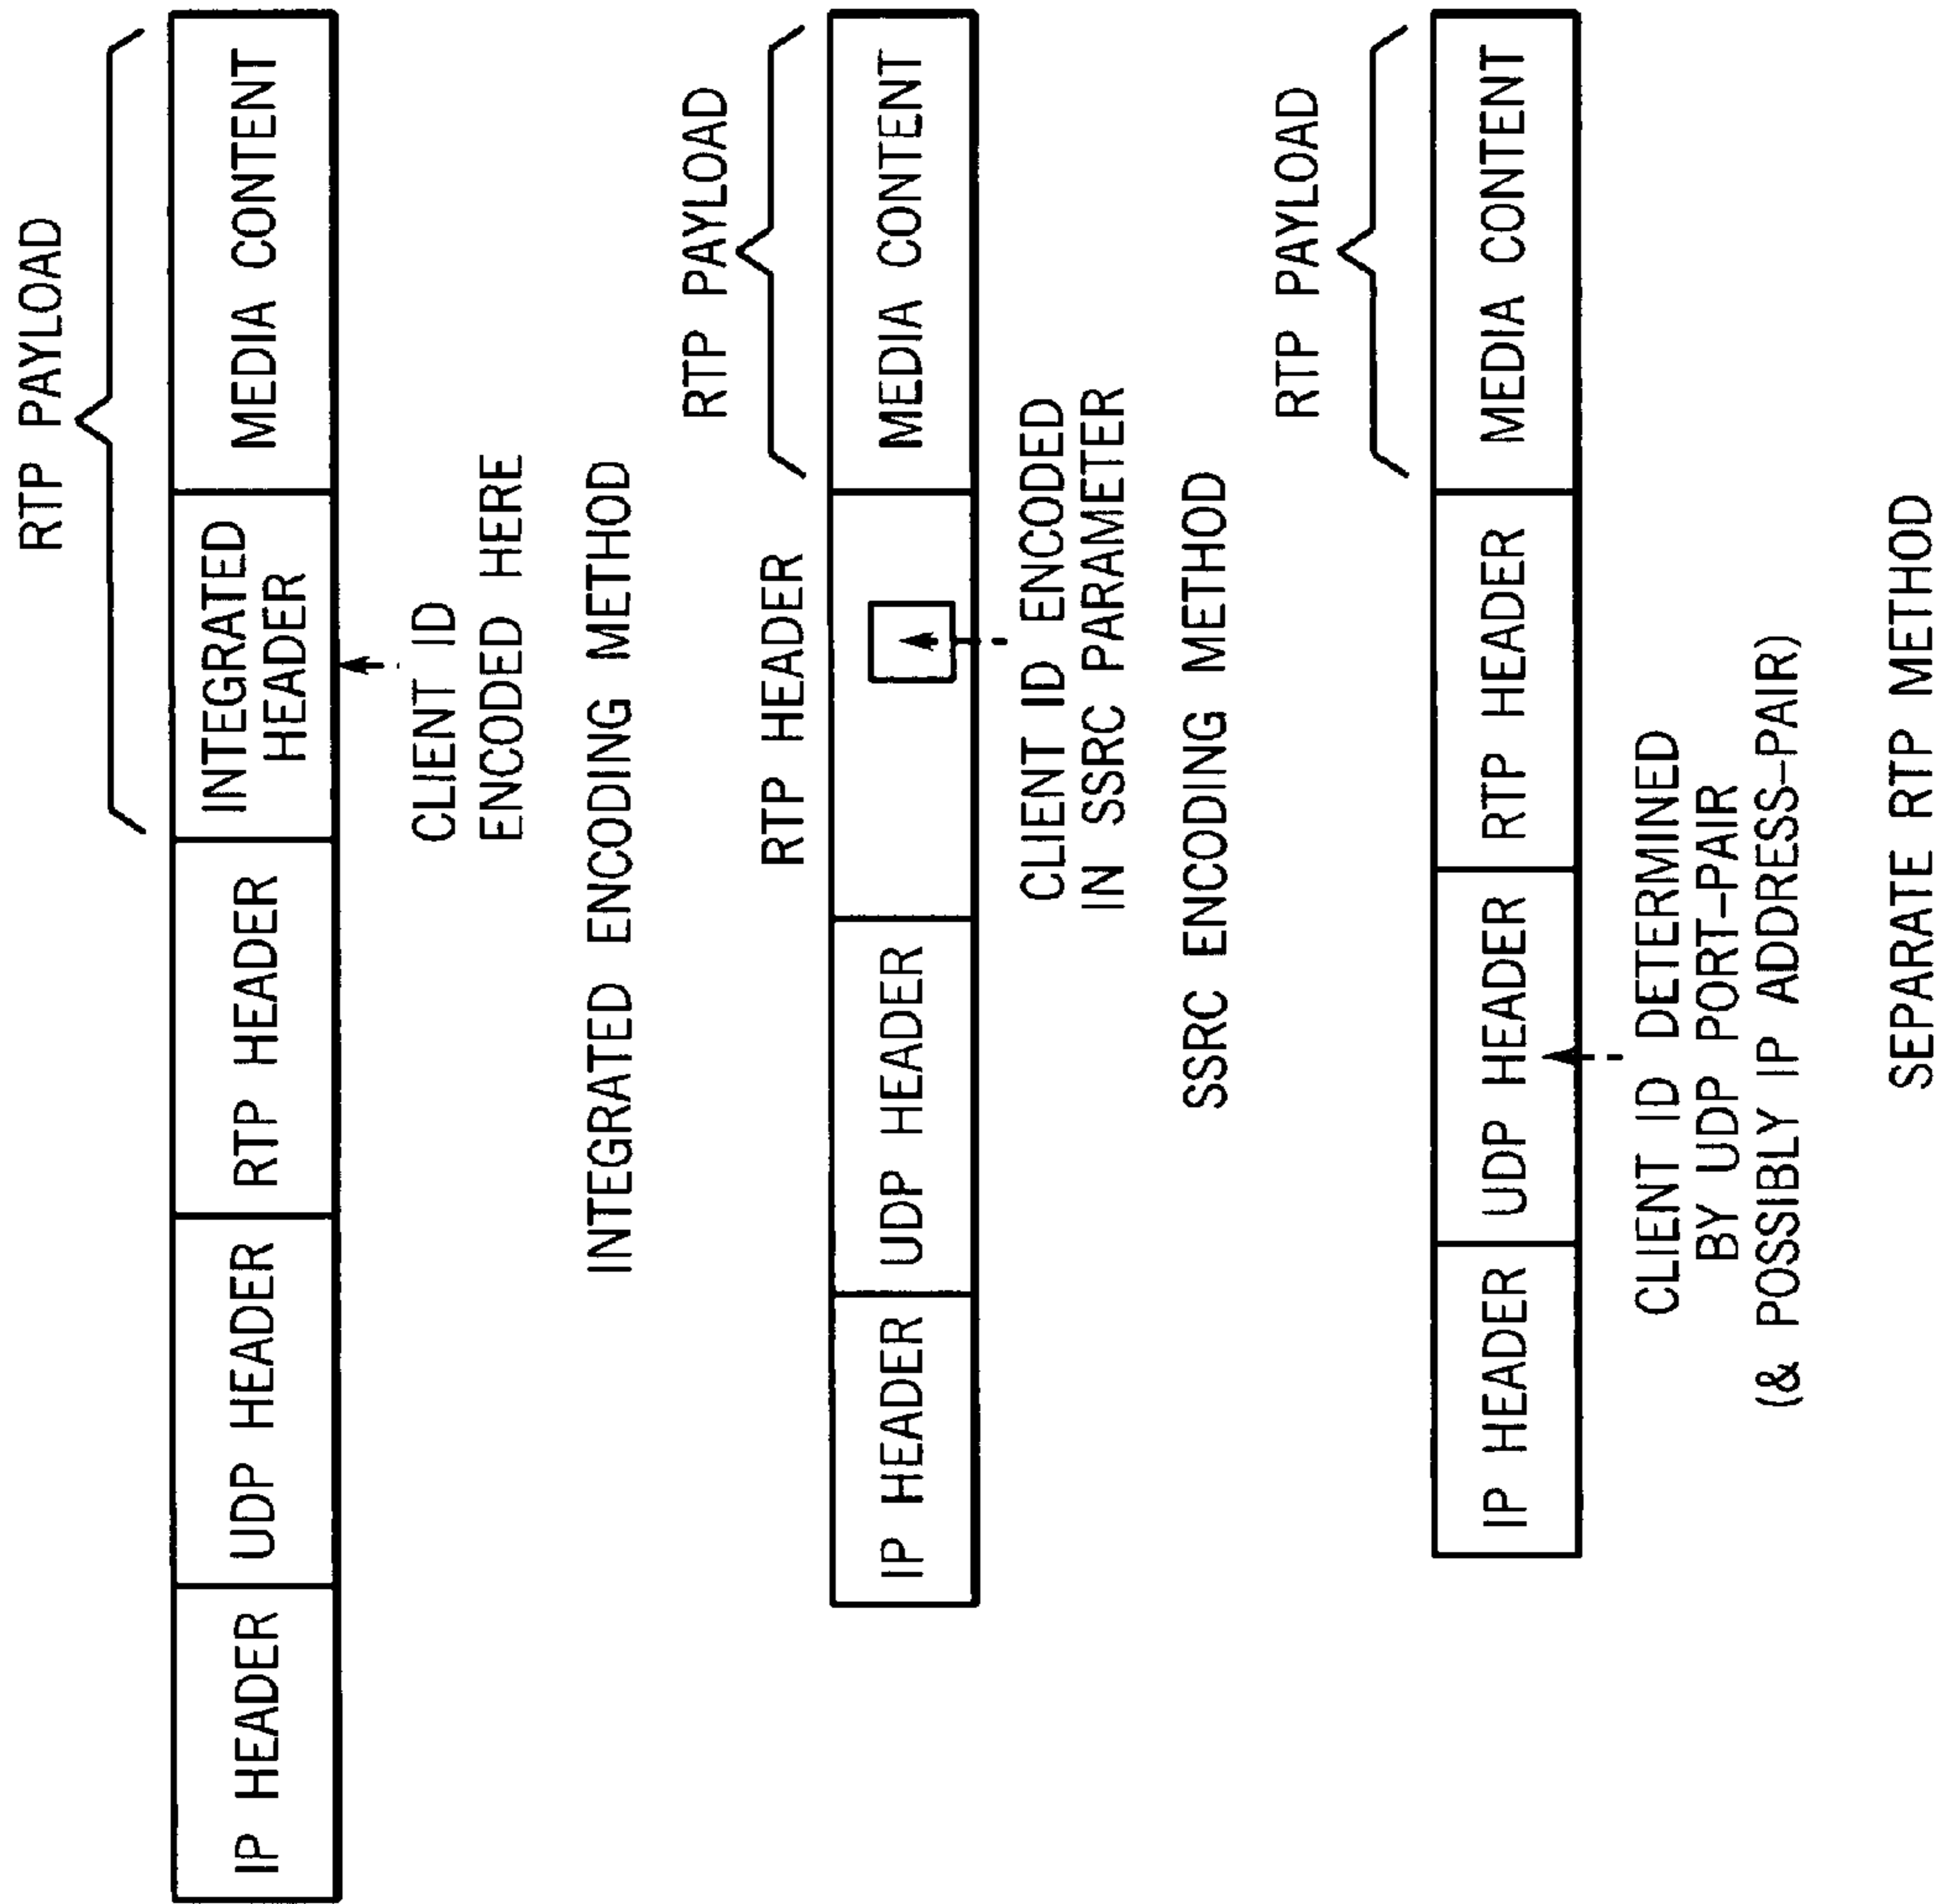 RTP PAYLOAD
IP HEADER
UDP HEADER
RTP HEADER
INTEGRATED
HEADER
MEDIA CONTENT
CLIENT ID
ENCODED HERE
INTEGRATED ENCODING METHOD
RTP PAYLOAD
RTP HEADER
IP HEADER
UDP HEADER
MEDIA CONTENT
CLIENT ID ENCODED
IN SSRC PARAMETER
SSRC ENCODING METHOD
RTP PAYLOAD
IP HEADER
UDP HEADER
RTP HEADER
MEDIA CONTENT
CLIENT ID DETERMINED
BY UDP PORT-PAIR
(& POSSIBLY IP ADDRESS-PAIR)
SEPARATE RTP METHOD